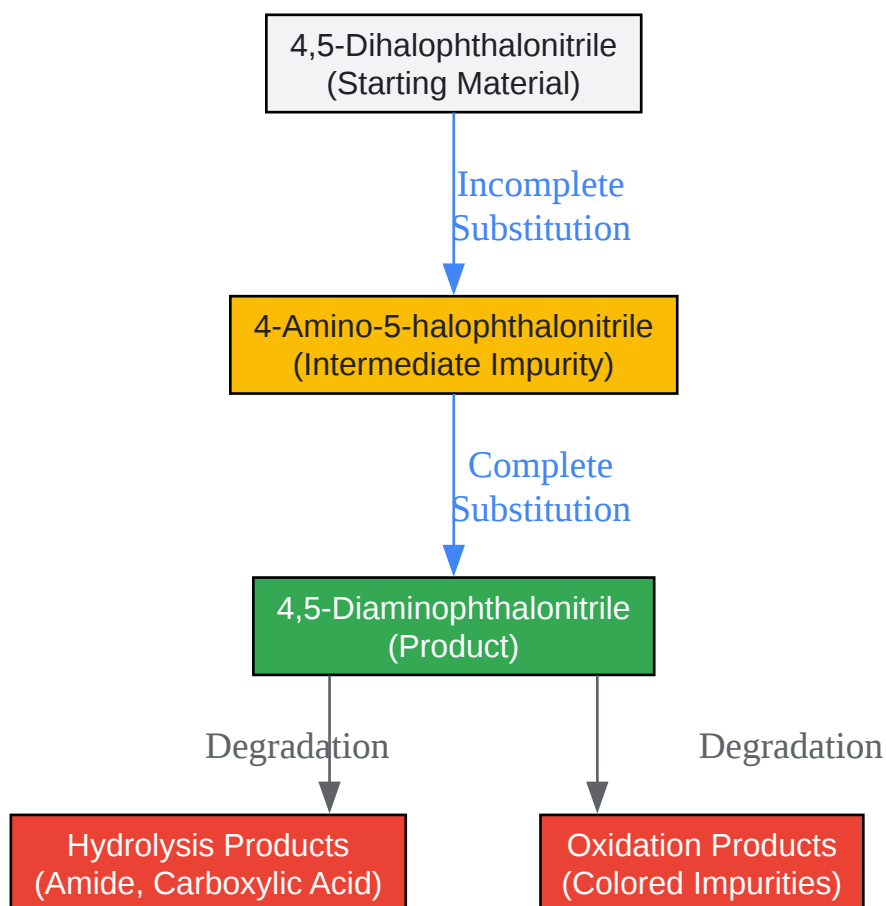 4,5-Dihalophthalonitrile
(Starting Material)
Incomplete
Substitution
4-Amino-5-halophthalonitrile
(Intermediate Impurity)
Complete
Substitution
4,5-Diaminophthalonitrile
(Product)
Degradation
Degradation
Hydrolysis Products
(Amide, Carboxylic Acid)
Oxidation Products
(Colored Impurities)